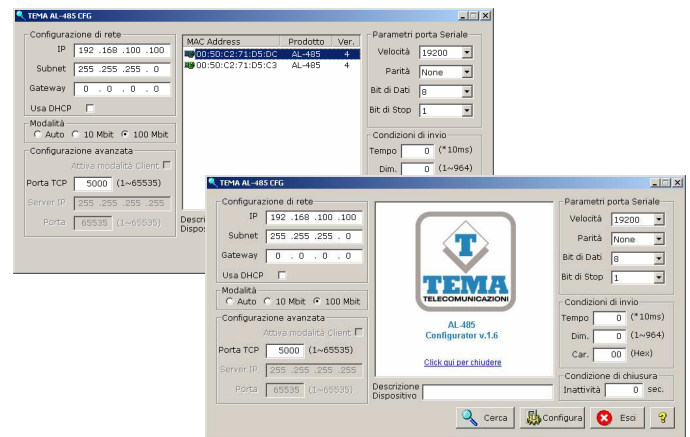 TEMA AL-485 CFG
Configurazione di rete
IP 192 .168 .100 .100
Subnet 255 .255 .255 . 0
Gateway 0 . 0 . 0 . 0
Usa DHCP
Modalità
Auto 10 Mbit 100 Mbit
Configurazione avanzata
Attiva modalità Client
Porta TCP 5000 (1~65535)
Server IP 255 .255 .255 .255
Porta 65535 (1~65535)
MAC Address Prodotto Ver.
00:50:C2:71:D5:DC AL-485 4
00:50:C2:71:D5:C3 AL-485 4
Descri
Dispos
Parametri porta Seriale
Velocità 19200
Parità None
Bit di Dati 8
Bit di Stop 1
Condizioni di invio
Tempo 0 (*10ms)
Dim. 0 (1~964)
TEMA AL-485 CFG
Configurazione di rete
IP 192 .168 .100 .100
Subnet 255 .255 .255 . 0
Gateway 0 . 0 . 0 . 0
Usa DHCP
Modalità
Auto 10 Mbit 100 Mbit
Configurazione avanzata
Attiva modalità Client
Porta TCP 5000 (1~65535)
Server IP 255 .255 .255 .255
Porta 65535 (1~65535)
T
TEMA
TELECOMUNICAZIONI
AL-485
Configurator v.1.6
Click qui per chiudere
Descrizione
Dispositivo
Parametri porta Seriale
Velocità 19200
Parità None
Bit di Dati 8
Bit di Stop 1
Condizioni di invio
Tempo 0 (*10ms)
Dim. 0 (1~964)
Car. 00 (Hex)
Condizione di chiusura
Inattività 0 sec.
Cerca Configura Esci ?